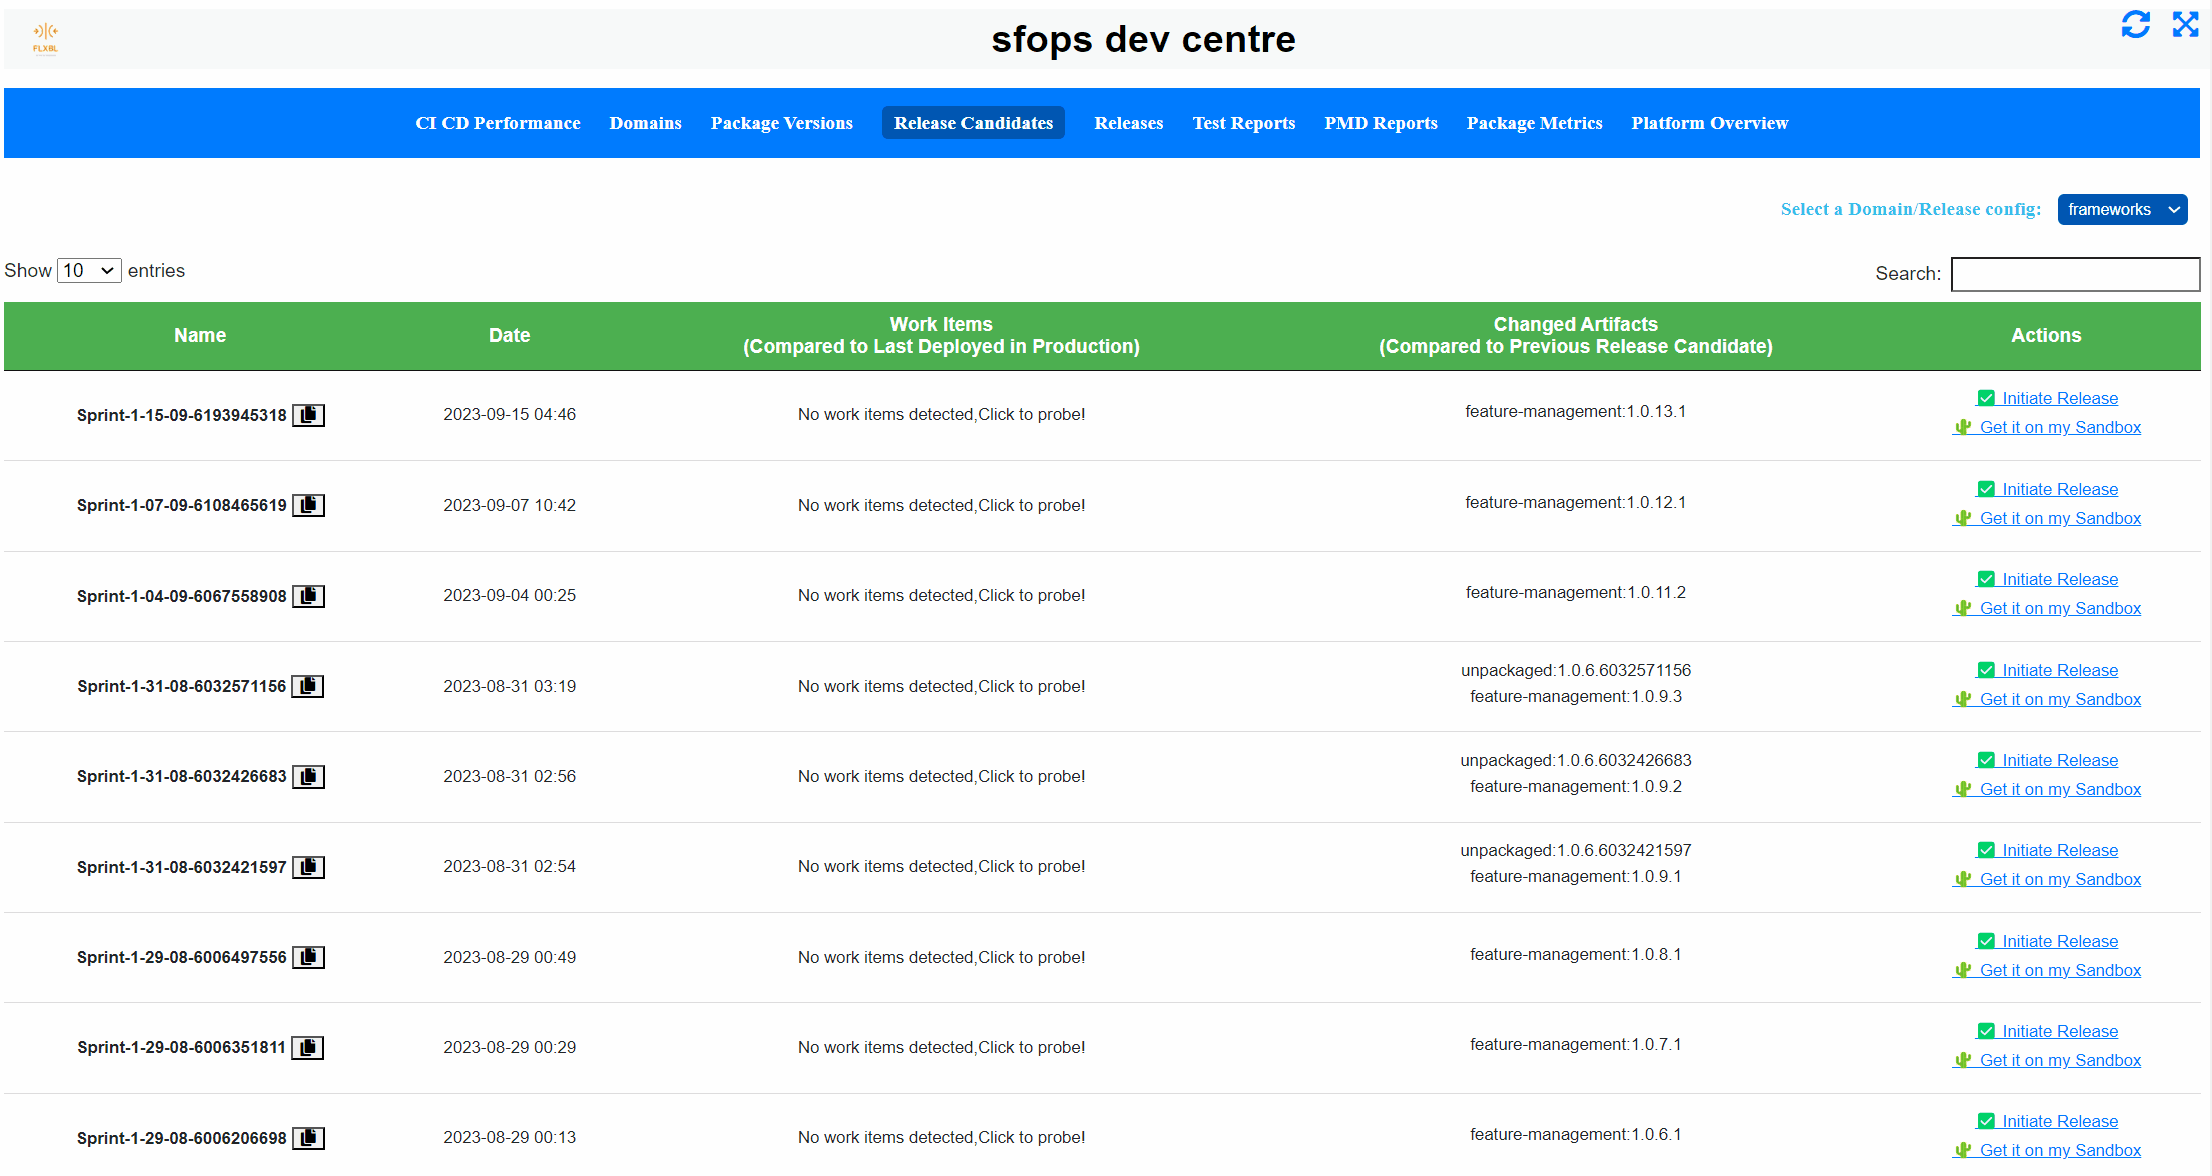 FLXBL
sfops dev centre
CI CD Performance Domains Package Versions Release Candidates Releases Test Reports PMD Reports Package Metrics Platform Overview
Select a Domain/Release config: frameworks
Show 10 entries
Search:
Name Date Work Items (Compared to Last Deployed in Production) Changed Artifacts (Compared to Previous Release Candidate) Actions
Sprint-1-15-09-6193945318 2023-09-15 04:46 No work items detected,Click to probe! feature-management:1.0.13.1 Initiate Release
Get it on my Sandbox
Sprint-1-07-09-6108465619 2023-09-07 10:42 No work items detected,Click to probe! feature-management:1.0.12.1 Initiate Release
Get it on my Sandbox
Sprint-1-04-09-6067558908 2023-09-04 00:25 No work items detected,Click to probe! feature-management:1.0.11.2 Initiate Release
Get it on my Sandbox
Sprint-1-31-08-6032571156 2023-08-31 03:19 No work items detected,Click to probe! unpackaged:1.0.6.6032571156
feature-management:1.0.9.3 Initiate Release
Get it on my Sandbox
Sprint-1-31-08-6032426683 2023-08-31 02:56 No work items detected,Click to probe! unpackaged:1.0.6.6032426683
feature-management:1.0.9.2 Initiate Release
Get it on my Sandbox
Sprint-1-31-08-6032421597 2023-08-31 02:54 No work items detected,Click to probe! unpackaged:1.0.6.6032421597
feature-management:1.0.9.1 Initiate Release
Get it on my Sandbox
Sprint-1-29-08-6006497556 2023-08-29 00:49 No work items detected,Click to probe! feature-management:1.0.8.1 Initiate Release
Get it on my Sandbox
Sprint-1-29-08-6006351811 2023-08-29 00:29 No work items detected,Click to probe! feature-management:1.0.7.1 Initiate Release
Get it on my Sandbox
Sprint-1-29-08-6006206698 2023-08-29 00:13 No work items detected,Click to probe! feature-management:1.0.6.1 Initiate Release
Get it on my Sandbox